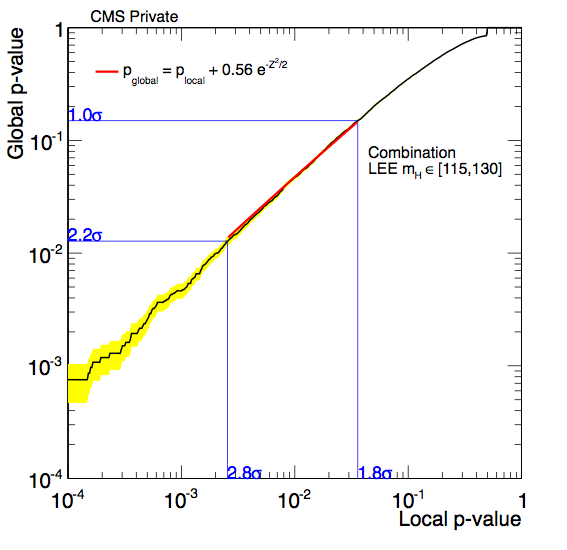 CMS Private
Global p-value
1
p_global = p_local + 0.56 e^-Z²/2
1.0σ
10^-1
Combination
LEE m_H ∈ [115,130]
2.2σ
10^-2
10^-3
10^-4
2.8σ
1.8σ
10^-4
10^-3
10^-2
10^-1
1
Local p-value